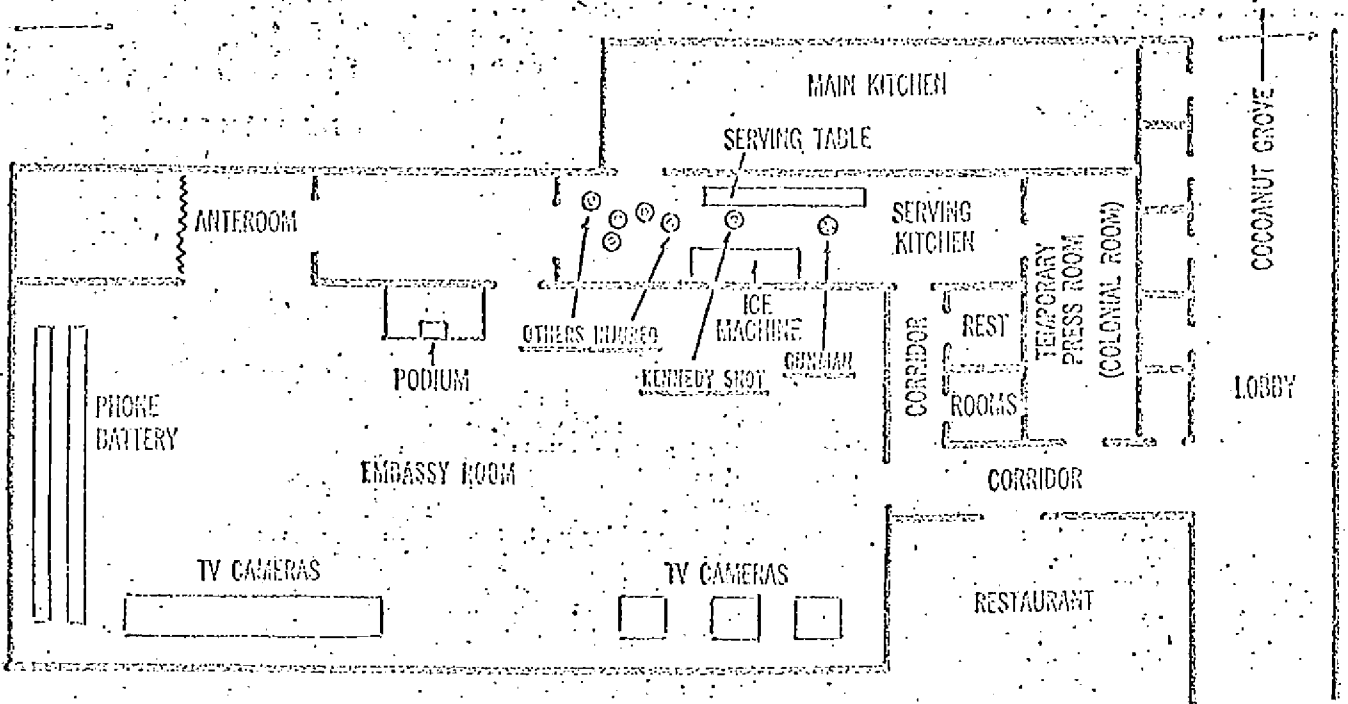 MAIN KITCHEN
SERVING TABLE
COCOANUT GROVE
ANTEROOM
SERVING
KITCHEN
TEMPORARY
PRESS ROOM
(COLONIAL ROOM)
ICE
MACHINE
OTHERS INJURED
KENNEDY SHOT
GUNMAN
CORRIDOR
REST
ROOMS
PODIUM
PHONE
BATTERY
LOBBY
EMBASSY ROOM
CORRIDOR
TV CAMERAS
TV CAMERAS
RESTAURANT